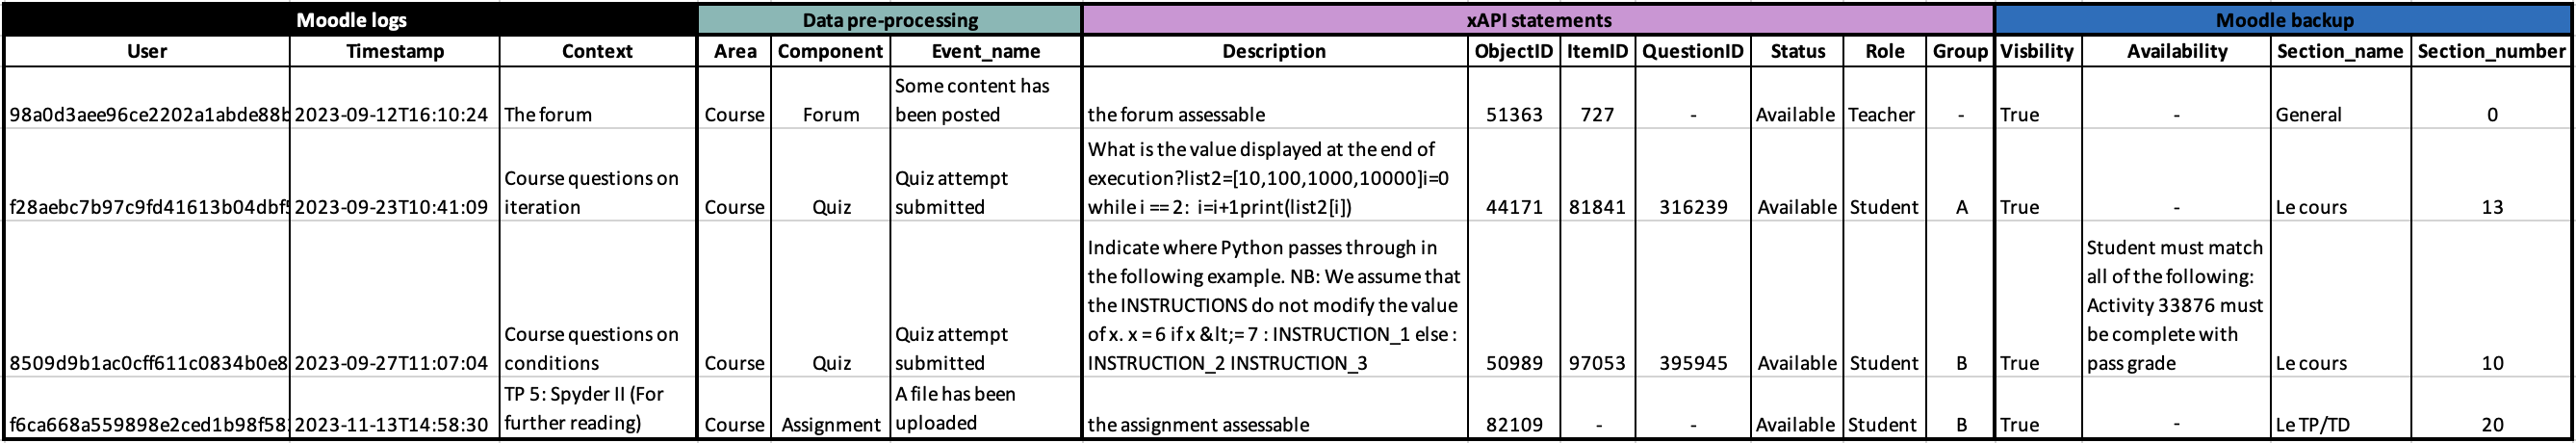 Moodle logs Data pre-processing xAPI statements Moodle backup
User Timestamp Context Area Component Event_name Description ObjectID ItemID QuestionID Status Role Group Visbility Availability Section_name Section_number
Some content has
98a0d3aee96ce2202a1abde88b 2023-09-12T16:10:24 The forum Course Forum been posted the forum assessable 51363 727 - Available Teacher - True - General 0
What is the value displayed at the end of
Course questions on Quiz attempt execution?list2=[10,100,1000,10000]i=0
f28aebc7b97c9fd41613b04dbf5 2023-09-23T10:41:09 iteration Course Quiz submitted while i == 2: i=i+1print(list2[i]) 44171 81841 316239 Available Student A True - Le cours 13
Indicate where Python passes through in Student must match
the following example. NB: We assume that all of the following:
the INSTRUCTIONS do not modify the value Activity 33876 must
Course questions on Quiz attempt of x. x = 6 if x &lt;= 7 : INSTRUCTION_1 else : be complete with
8509d9b1ac0cff611c0834b0e8 2023-09-27T11:07:04 conditions Course Quiz submitted INSTRUCTION_2 INSTRUCTION_3 50989 97053 395945 Available Student B True pass grade Le cours 10
TP 5: Spyder II (For A file has been
f6ca668a559898e2ced1b98f58 2023-11-13T14:58:30 further reading) Course Assignment uploaded the assignment assessable 82109 - - Available Student B True - Le TP/TD 20